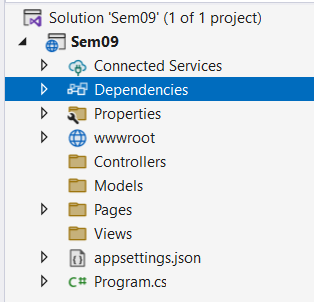 Solution 'Sem09' (1 of 1 project)
Sem09
Connected Services
Dependencies
Properties
wwwroot
Controllers
Models
Pages
Views
appsettings.json
C# Program.cs